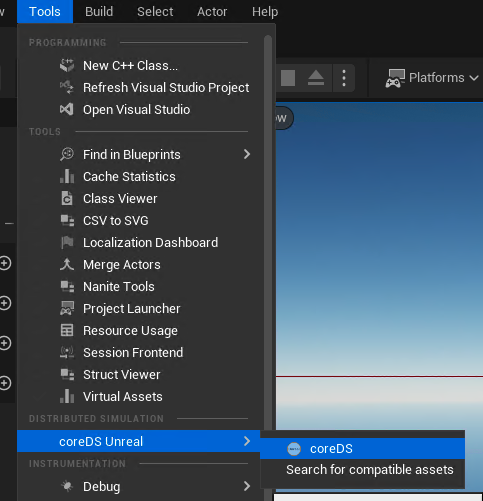 Tools Build Select Actor Help
PROGRAMMING
New C++ Class...
Refresh Visual Studio Project
Open Visual Studio
Platforms
TOOLS
Find in Blueprints
Cache Statistics
Class Viewer
CSV to SVG
Localization Dashboard
Merge Actors
Nanite Tools
Project Launcher
Resource Usage
Session Frontend
Struct Viewer
Virtual Assets
DISTRIBUTED SIMULATION
coreDS Unreal
coreDS
Search for compatible assets
INSTRUMENTATION
Debug